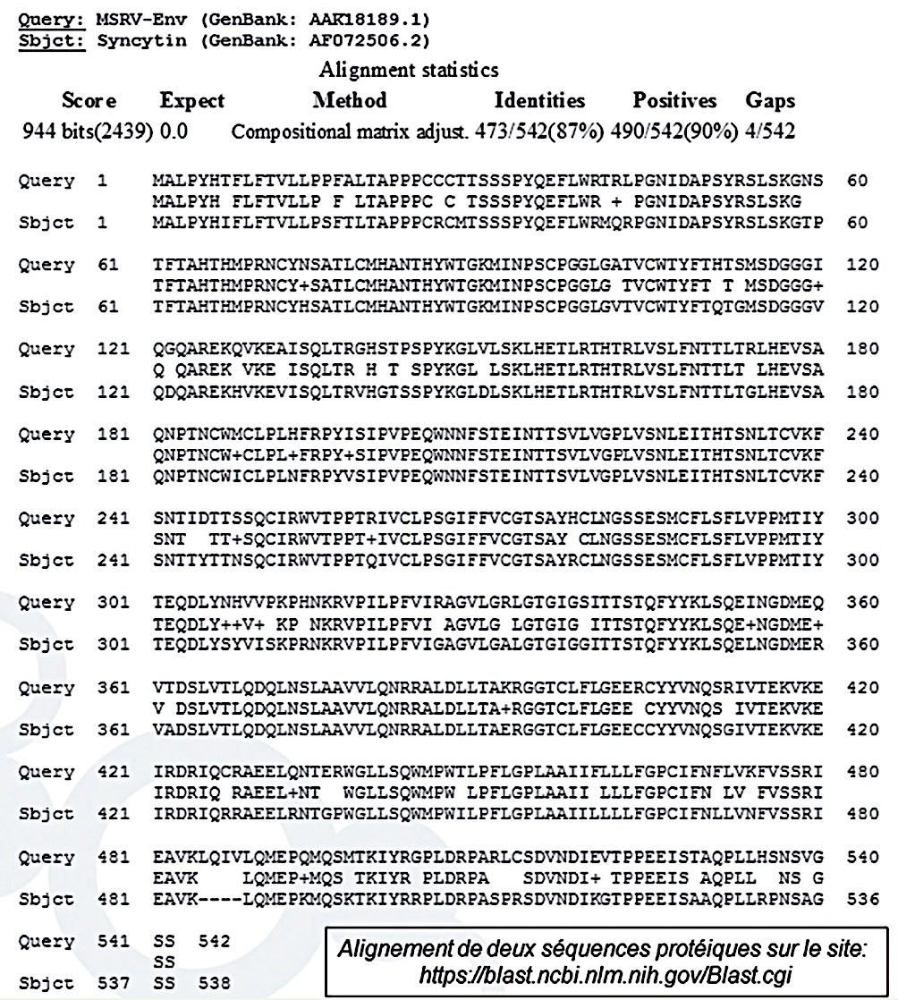 Query: MSRV-Env (GenBank: AAK18189.1)
Sbjct: Syncytin (GenBank: AF072506.2)
Alignment statistics
Score Expect Method Identities Positives Gaps
944 bits(2439) 0.0 Compositional matrix adjust. 473/542(87%) 490/542(90%) 4/542
Query 1 MALPYHTFLFTVLLPPFALTAPPPCCCTTSSSPYQEFLWRTRLPGNIDAPSYRSLSKGNS 60
MALPYH FLFTVLLP F LTAPPPC C TSSSPYQEFLWR + PGNIDAPSYRSLSKG
Sbjct 1 MALPYHIFLFTVLLPSFTLTAPPPCRCMTSSSPYQEFLWRMQRPGNIDAPSYRSLSKGTP 60
Query 61 TFTAHTHMPRNCYNSATLCMHANTHYWTGKMINPSCPGGLGATVCWTYFTHTSMSDGGGI 120
TFTAHTHMPRNCY+SATLCMHANTHYWTGKMINPSCPGGLG TVCWTYFT T MSDGGG+
Sbjct 61 TFTAHTHMPRNCYHSATLCMHANTHYWTGKMINPSCPGGLGVTVCWTYFTQTGMSDGGGV 120
Query 121 QGQAREKQVKEAISQLTRGHSTPSPYKGLVLSKLHETLRTHTRLVSLFNTTLTRLHEVSA 180
Q QAREK VKE ISQLTR H T SPYKGL LSKLHETLRTHTRLVSLFNTTLT LHEVSA
Sbjct 121 QDQAREKHVKEVISQLTRVHGTSSPYKGLDLSKLHETLRTHTRLVSLFNTTLTGLHEVSA 180
Query 181 QNPTNCWMCLPLHFRPYISIPVPEQWNNFSTEINTTSVLVGPLVSNLEITHTSNLTCVKF 240
QNPTNCW+CLPL+FRPY+SIPVPEQWNNFSTEINTTSVLVGPLVSNLEITHTSNLTCVKF
Sbjct 181 QNPTNCWICLPLNFRPYVSIPVPEQWNNFSTEINTTSVLVGPLVSNLEITHTSNLTCVKF 240
Query 241 SNTIDTTSSQCIRWVTPPTRIVCLPSGIFFVCGTSAYHCLNGSSESMCFLSFLVPPMTIY 300
SNT TT+SQCIRWVTPPT+IVCLPSGIFFVCGTSAY CLNGSSESMCFLSFLVPPMTIY
Sbjct 241 SNTTYTTNSQCIRWVTPPTQIVCLPSGIFFVCGTSAYRCLNGSSESMCFLSFLVPPMTIY 300
Query 301 TEQDLYNHVVPKPHNKRVPILPFVIRAGVLGRLGTGIGSITTSTQFYYKLSQEINGDMEQ 360
TEQDLY++V+ KP NKRVPILPFVI AGVLG LGTGIG ITTSTQFYYKLSQE+NGDME+
Sbjct 301 TEQDLYSYVISKPRNKRVPILPFVIGAGVLGALGTGIGGITTSTQFYYKLSQELNGDMER 360
Query 361 VTDSLVTLQDQLNSLAAVVLQNRRALDLLTAKRGGTCLFLGEERCYYVNQSRIVTEKVKE 420
V DSLVTLQDQLNSLAAVVLQNRRALDLLTA+RGGTCLFLGEE CYYVNQS IVTEKVKE
Sbjct 361 VADSLVTLQDQLNSLAAVVLQNRRALDLLTAERGGTCLFLGEECCYYVNQSGIVTEKVKE 420
Query 421 IRDRIQCRAEELQNTERWGLLSQWMPWTLPFLGPLAAIIFLLLFGPCIFNFLVKFVSSRI 480
IRDRIQ RAEEL+NT WGLLSQWMPW LPFLGPLAAII LLLFGPCIFN LV FVSSRI
Sbjct 421 IRDRIQRRAEELRNTGPWGLLSQWMPWILPFLGPLAAIILLLLFGPCIFNLLVNFVSSRI 480
Query 481 EAVKLQIVLQMEPQMQSMTKIYRGPLDRPARLCSDVNDIEVTPPEEISTAQPLLHSNSVG 540
EAVK LQMEP+MQS TKIYR PLDRPA SDVNDI+ TPPEEIS AQPLL NS G
Sbjct 481 EAVK----LQMEPKMQSKTKIYRRPLDRPASPRSDVNDIKGTPPEEISAAQPLLRPNSAG 536
Query 541 SS 542
SS
Sbjct 537 SS 538
Alignement de deux séquences protéiques sur le site:
https://blast.ncbi.nlm.nih.gov/Blast.cgi